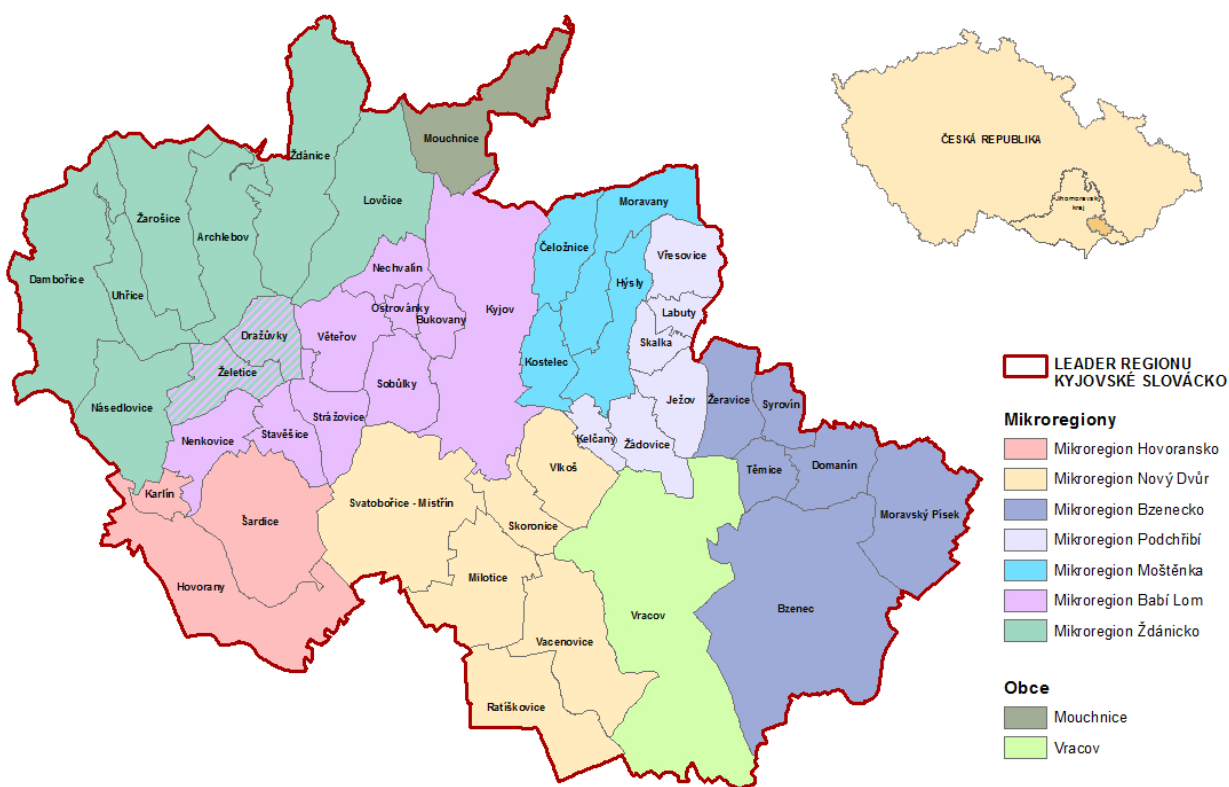 Mouchnice
Ždánice
Lovčice
Žarošice
Archlebov
Dambořice
Uhřice
Moravany
Čeložnice
Vřesovice
Nechvalín
Hýsly
Ostrovánky
Bukovany
Kyjov
Labuty
Dražůvky
Věteřov
Skalka
Želetice
Kostelec
Sobůlky
Ježov
Žeravice
Syrovín
Násedlovice
Strážovice
Nenkovice
Stavěšice
Kelčany
Žádovice
Vlkoš
Těmice
Domanín
Karlín
Svatobořice - Mistřín
Moravský Písek
Šardice
Skoronice
Hovorany
Milotice
Bzenec
Vracov
Vacenovice
Ratíškovice
ČESKÁ REPUBLIKA
Jihomoravský
kraj
LEADER REGIONU
KYJOVSKÉ SLOVÁCKO
Mikroregiony
Mikroregion Hovoransko
Mikroregion Nový Dvůr
Mikroregion Bzenecko
Mikroregion Podchřibí
Mikroregion Moštěnka
Mikroregion Babí Lom
Mikroregion Ždánicko
Obce
Mouchnice
Vracov